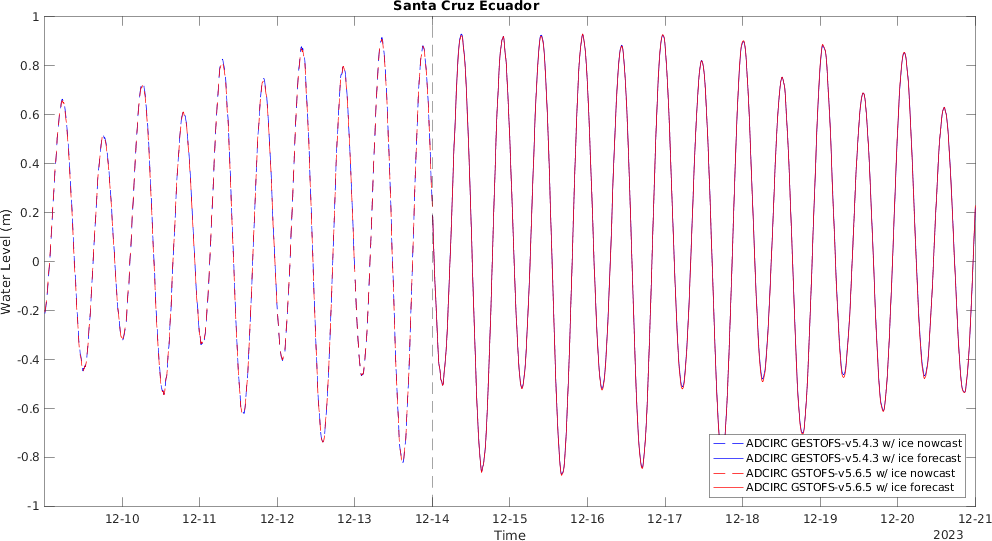 Santa Cruz Ecuador
Water Level (m)
1
0.8
0.6
0.4
0.2
0
-0.2
-0.4
-0.6
-0.8
-1
ADCIRC GESTOFS-v5.4.3 w/ ice nowcast
ADCIRC GESTOFS-v5.4.3 w/ ice forecast
ADCIRC GSTOFS-v5.6.5 w/ ice nowcast
ADCIRC GSTOFS-v5.6.5 w/ ice forecast
12-10 12-11 12-12 12-13 12-14 12-15 12-16 12-17 12-18 12-19 12-20 12-21
Time
2023